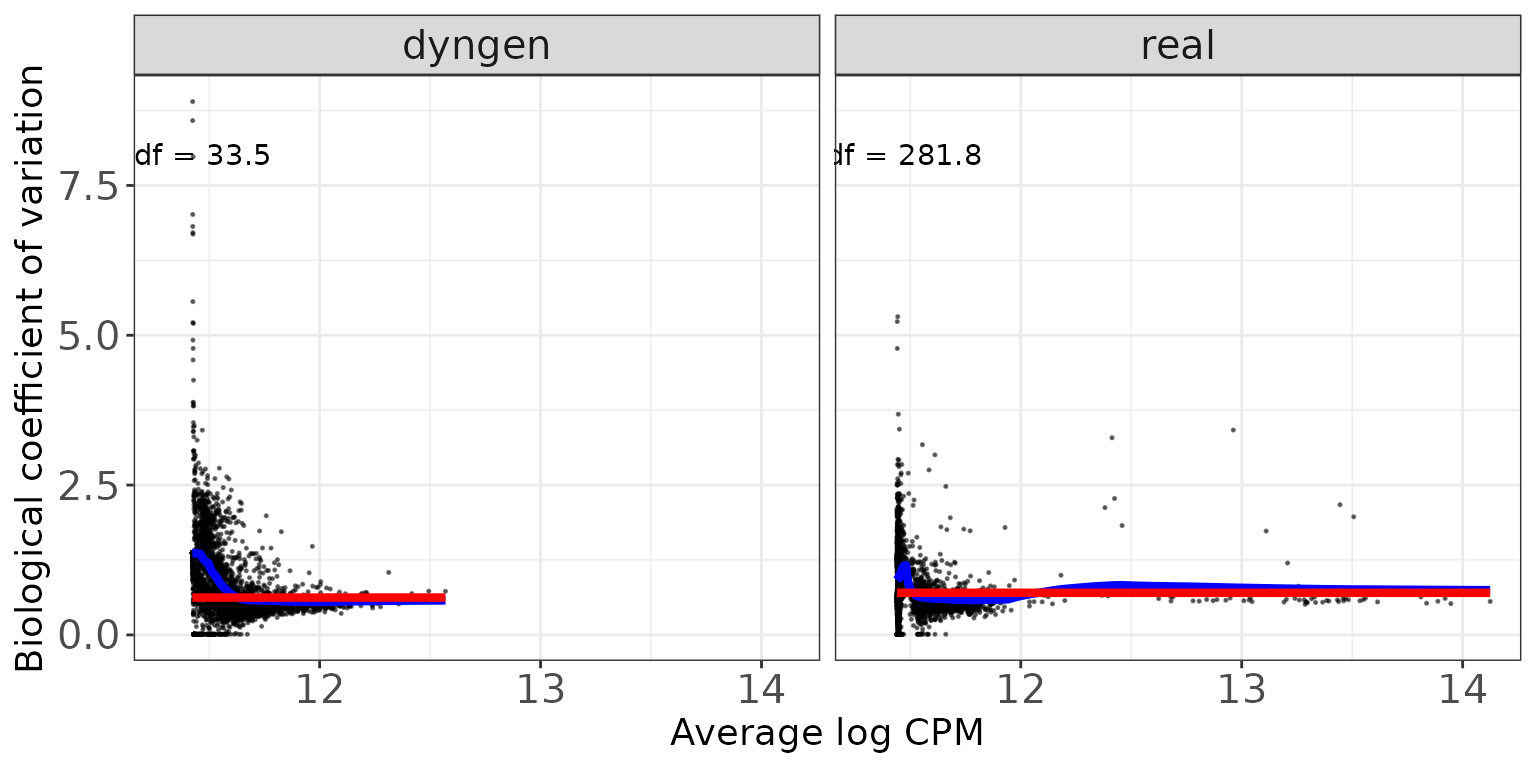 dyngen
real
Biological coefficient of variation
df = 33.5
df = 281.8
7.5
5.0
2.5
0.0
12
13
14
12
13
14
Average log CPM